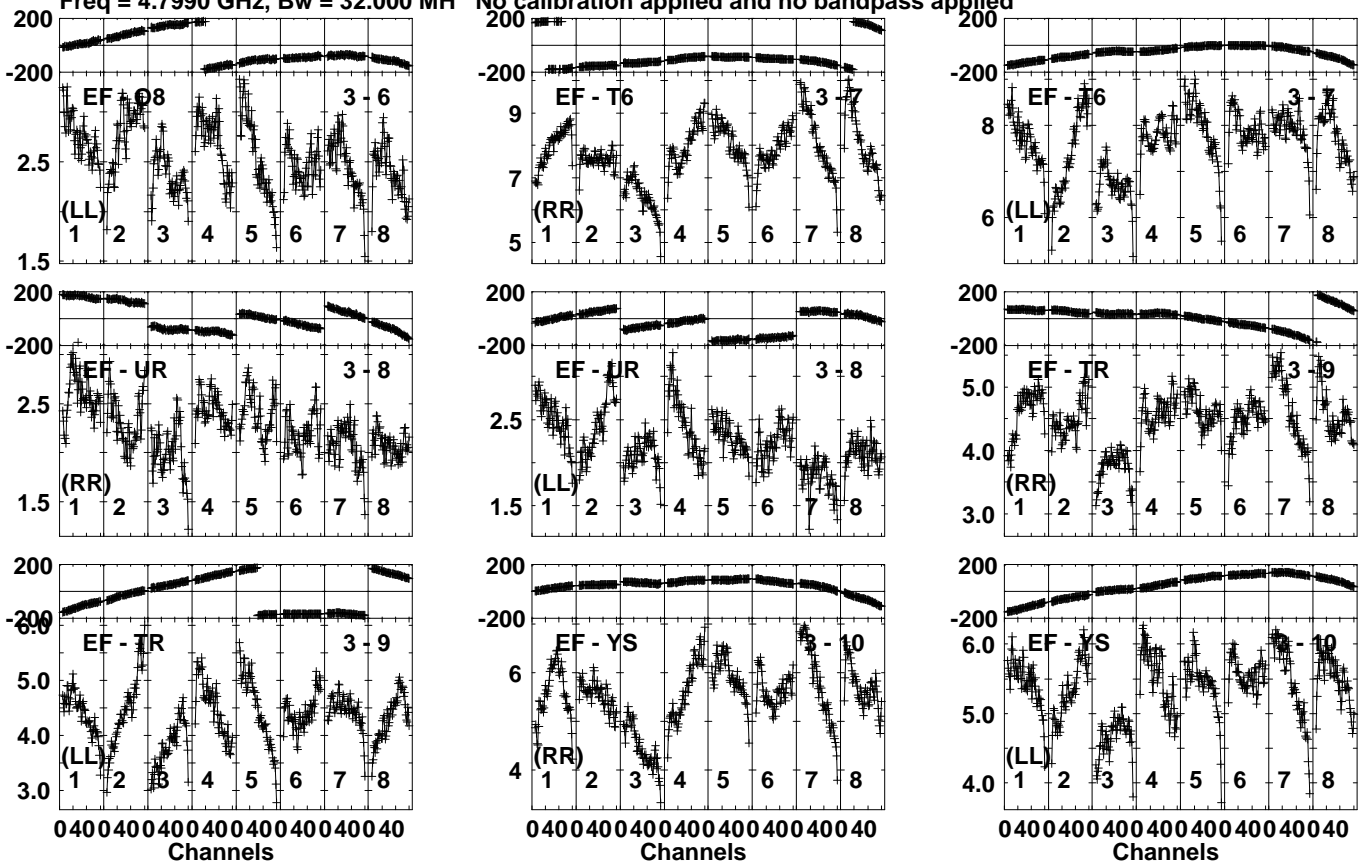 Freq = 4.7990 GHz, Bw = 32.000 MH No calibration applied and no bandpass applied
200 200 200
-200 -200 -200
EF - O8 3 - 6 EF - T6 3 - 7 EF - T6 3 - 7
9 8
2.5 7
(LL) (RR) (LL) 6
1 2 3 4 5 6 7 8 1 2 3 4 5 6 7 8 1 2 3 4 5 6 7 8
1.5 5
200 200 200
-200 -200 -200
EF - UR 3 - 8 EF - UR 3 - 8 EF - TR 3 - 9
2.5 2.5 5.0
4.0
(RR) (LL) (RR)
1.5 1 2 3 4 5 6 7 8 1.5 1 2 3 4 5 6 7 8 3.0 1 2 3 4 5 6 7 8
200 200 200
-200 -200 -200
6.0 EF - TR 3 - 9 EF - YS 3 - 10 EF - YS 3 - 10
5.0 6 6.0
4.0 5.0
(LL) (RR) (LL)
3.0 1 2 3 4 5 6 7 8 4 1 2 3 4 5 6 7 8 4.0 1 2 3 4 5 6 7 8
0 40 0 40 0 40 0 40 0 40 0 40 0 40 0 40 0 40 0 40 0 40 0 40 0 40 0 40 0 40 0 40 0 40 0 40 0 40 0 40 0 40 0 40 0 40 0 40
Channels Channels Channels